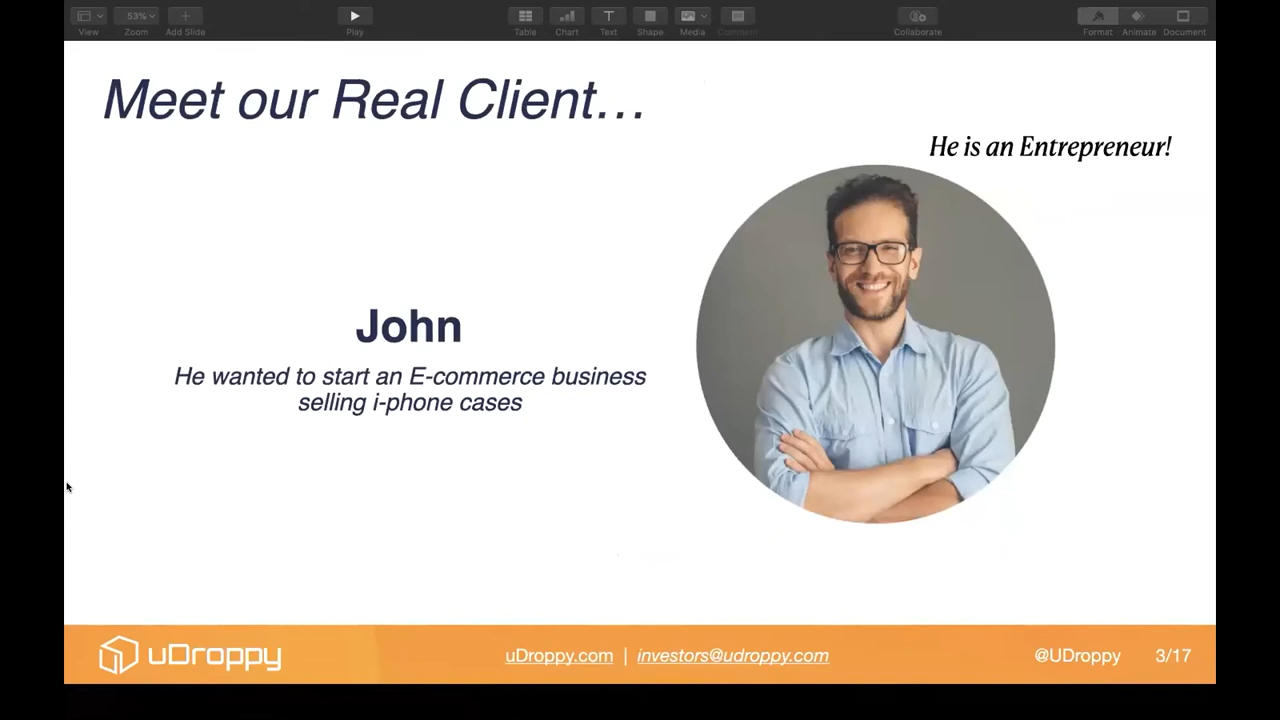 53%
View
Zoom
Add Slide
Play
Table
Chart
Text
Shape
Media
Comment
Collaborate
Format
Animate
Document
Meet our Real Client…
He is an Entrepreneur!
John
He wanted to start an E-commerce business
selling i-phone cases
uDroppy
uDroppy.com | investors@udroppy.com
@UDroppy
3/17